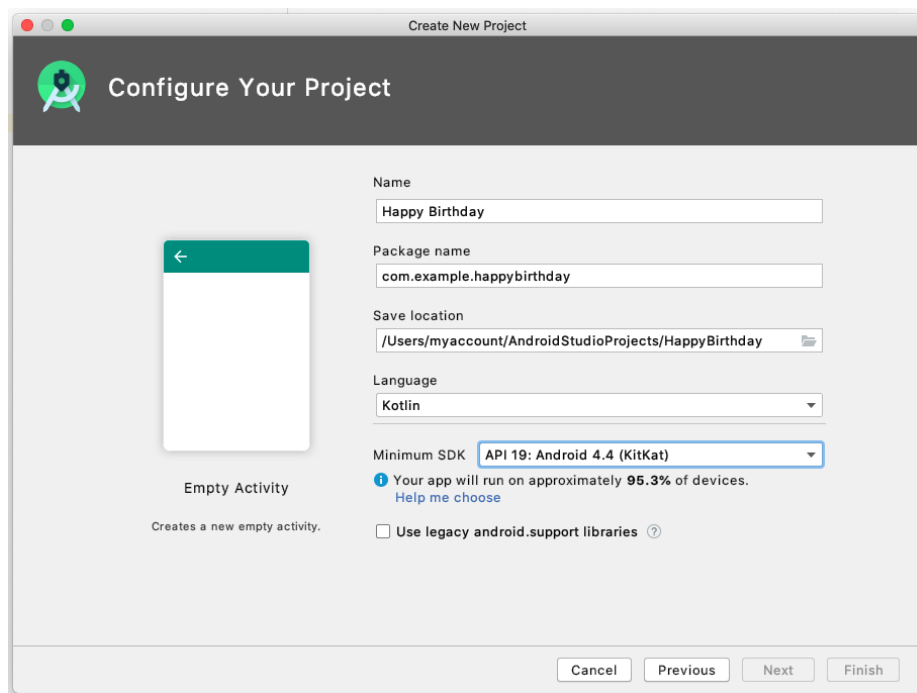 Create New Project
Configure Your Project
Name
Happy Birthday
Package name
com.example.happybirthday
Save location
/Users/myaccount/AndroidStudioProjects/HappyBirthday
Language
Kotlin
Minimum SDK API 19: Android 4.4 (KitKat)
Your app will run on approximately 95.3% of devices.
Help me choose
Use legacy android.support libraries ?
Empty Activity
Creates a new empty activity.
Cancel Previous Next Finish